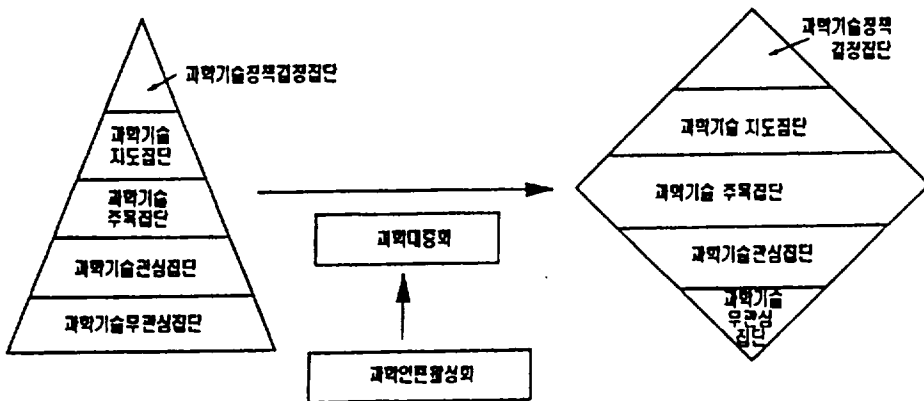 과학기술정책결정집단
과학기술
지도집단
과학기술
주목집단
과학기술관심집단
과학기술무관심집단
과학대중화
과학언론활성화
과학기술정책
결정집단
과학기술 지도집단
과학기술 주목집단
과학기술관심집단
과학기술
무관심
집단